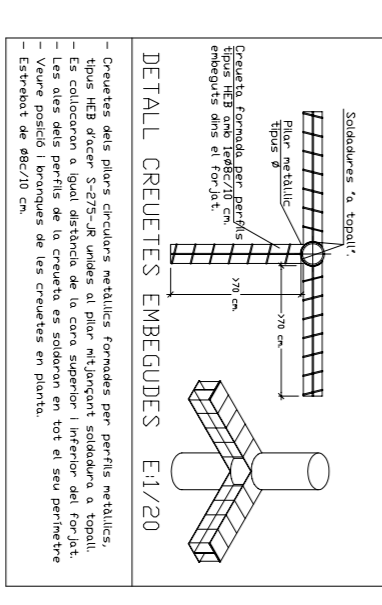 Soldadures "a topall".
Pilar metàl.lic
tipus Ø
Creueta formada per perfils
tipus HEB amb 1eø8c/10 cm.
embeguts dins el forjat.
>70 cm.
>70 cm.
DETALL CREUETES EMBEGUDES E:1/20
- Creuetes dels pilars circulars metàl.lics formades per perfils metàl.lics,
tipus HEB d'acer S-275-JR unides al pilar mitjançant soldadura a topall.
- Es col.locaran a igual distància de la cara superior i inferior del forjat.
- Les ales dels perfils de la creueta es soldaran en tot el seu perímetre
- Veure posició i branques de les creuetes en planta.
- Estrebat de ø8c/10 cm.